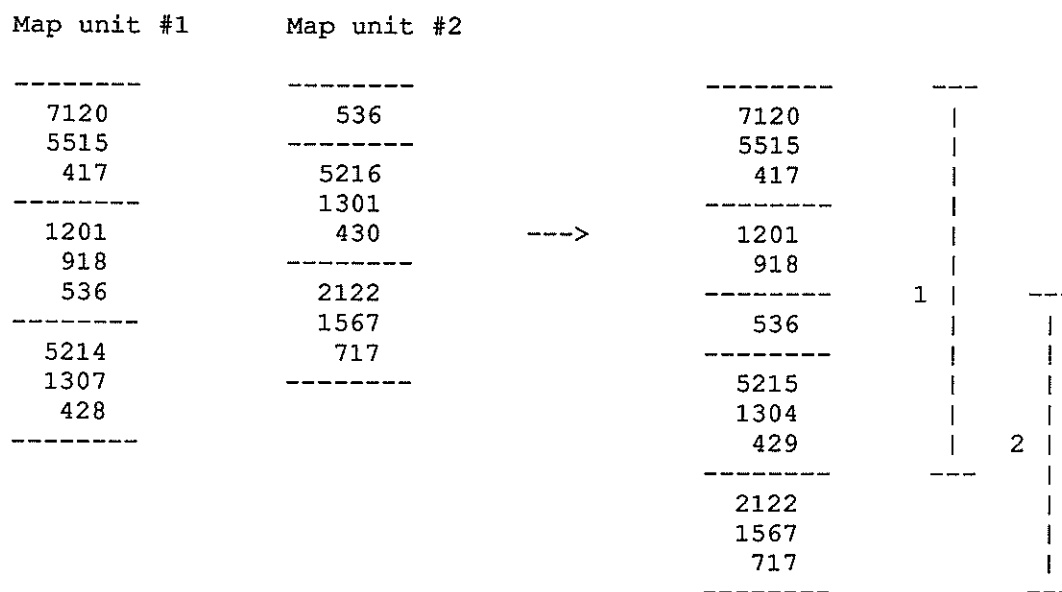 Map unit #1     Map unit #2

--------        --------                    --------      ---
  7120             536                        7120         |
  5515          --------                      5515         |
   417            5216                         417         |
--------          1301                      --------       |
  1201             430          --->          1201         |
   918          --------                       918         |
   536            2122                      --------    1  |     ---
--------          1567                         536         |      |
  5214             717                      --------       |      |
  1307          --------                      5215         |      |
   428                                        1304         |      |
--------                                       429         |   2  |
                                            --------      ---     |
                                              2122                |
                                              1567                |
                                               717                |
                                            --------             ---